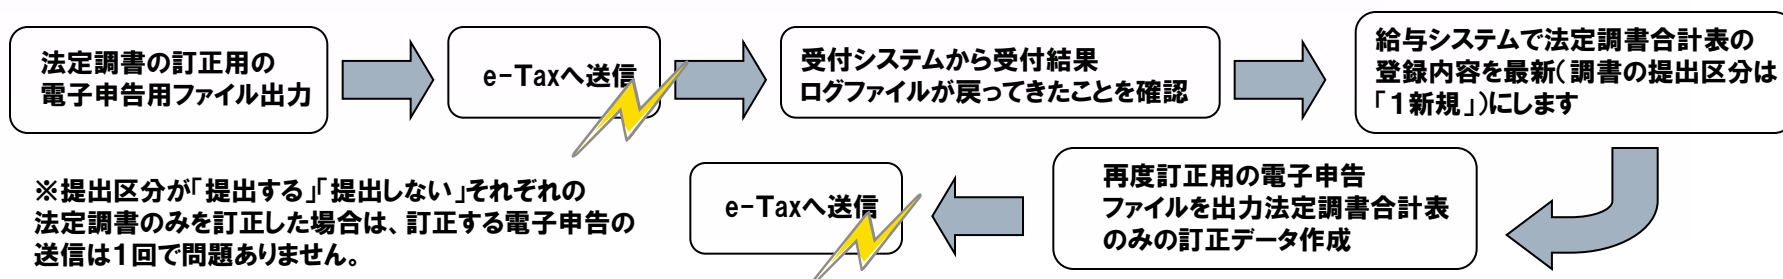 法定調書の訂正用の
電子申告用ファイル出力
e-Taxへ送信
受付システムから受付結果
ログファイルが戻ってきたことを確認
給与システムで法定調書合計表の
登録内容を最新(調書の提出区分は
「1新規」)にします
再度訂正用の電子申告
ファイルを出力法定調書合計表
のみの訂正データ作成
e-Taxへ送信
※提出区分が「提出する」「提出しない」それぞれの
法定調書のみを訂正した場合は、訂正する電子申告の
送信は1回で問題ありません。